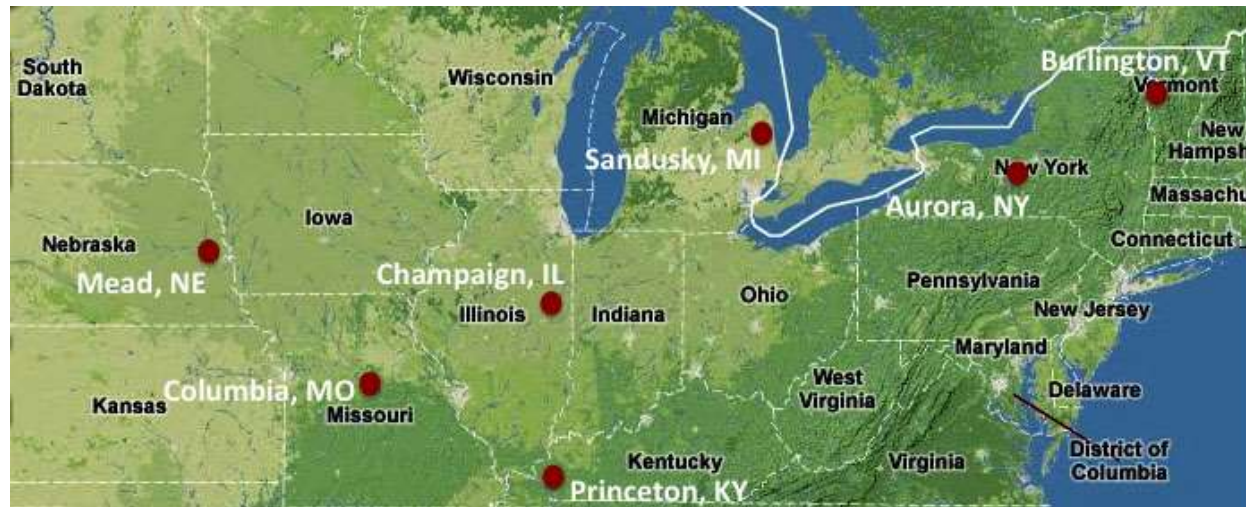 South
Dakota
Wisconsin
Burlington, VT
Vermont
Michigan
New
Hampsh
Sandusky, MI
New York
Massachu
Aurora, NY
Iowa
Nebraska
Connecticut
Mead, NE
Champaign, IL
Illinois
Indiana
Ohio
Pennsylvania
New Jersey
Maryland
Columbia, MO
Missouri
Kansas
West
Virginia
Delaware
District of
Columbia
Kentucky
Virginia
Princeton, KY